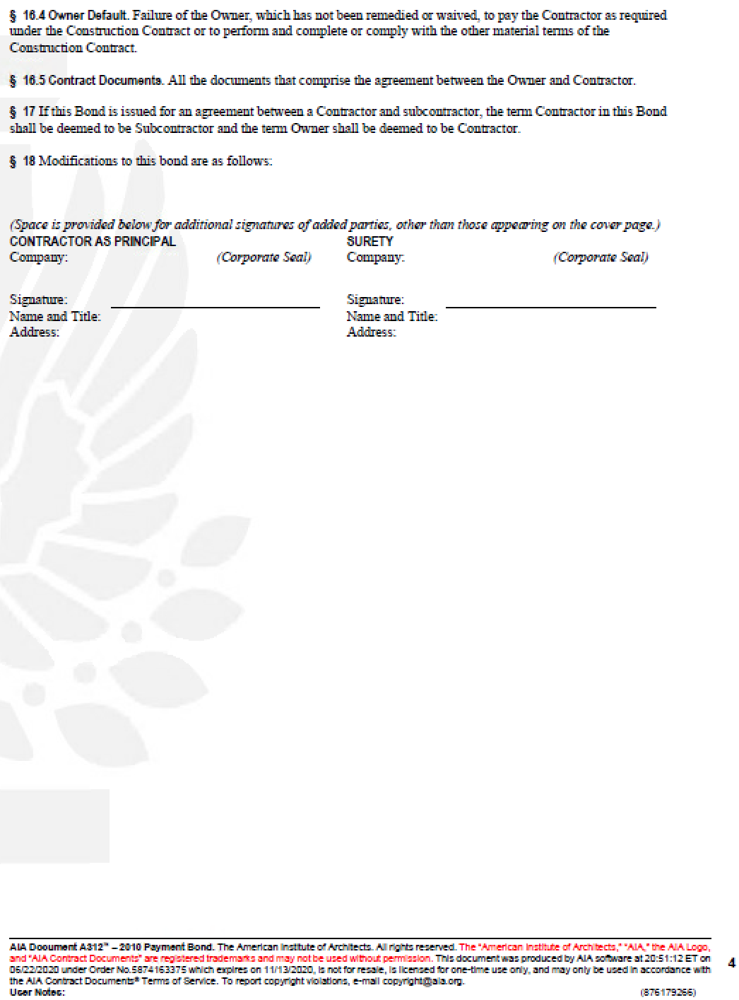 § 16.4 Owner Default. Failure of the Owner, which has not been remedied or waived, to pay the Contractor as required
under the Construction Contract or to perform and complete or comply with the other material terms of the
Construction Contract.
§ 16.5 Contract Documents. All the documents that comprise the agreement between the Owner and Contractor.
§ 17 If this Bond is issued for an agreement between a Contractor and subcontractor, the term Contractor in this Bond
shall be deemed to be Subcontractor and the term Owner shall be deemed to be Contractor.
§ 18 Modifications to this bond are as follows:
(Space is provided below for additional signatures of added parties, other than those appearing on the cover page.)
CONTRACTOR AS PRINCIPAL SURETY
Company: (Corporate Seal) Company: (Corporate Seal)
Signature: Signature:
Name and Title: Name and Title:
Address: Address:
AIA Document A312™ – 2010 Payment Bond. The American Institute of Architects. All rights reserved. The "American Institute of Architects," "AIA," the AIA Logo,
and "AIA Contract Documents" are registered trademarks and may not be used without permission. This document was produced by AIA software at 20:51:12 ET on
06/22/2020 under Order No.5874163375 which expires on 11/13/2020, is not for resale, is licensed for one-time use only, and may only be used in accordance with
the AIA Contract Documents® Terms of Service. To report copyright violations, e-mail copyright@aia.org.
User Notes: (876179266)
4